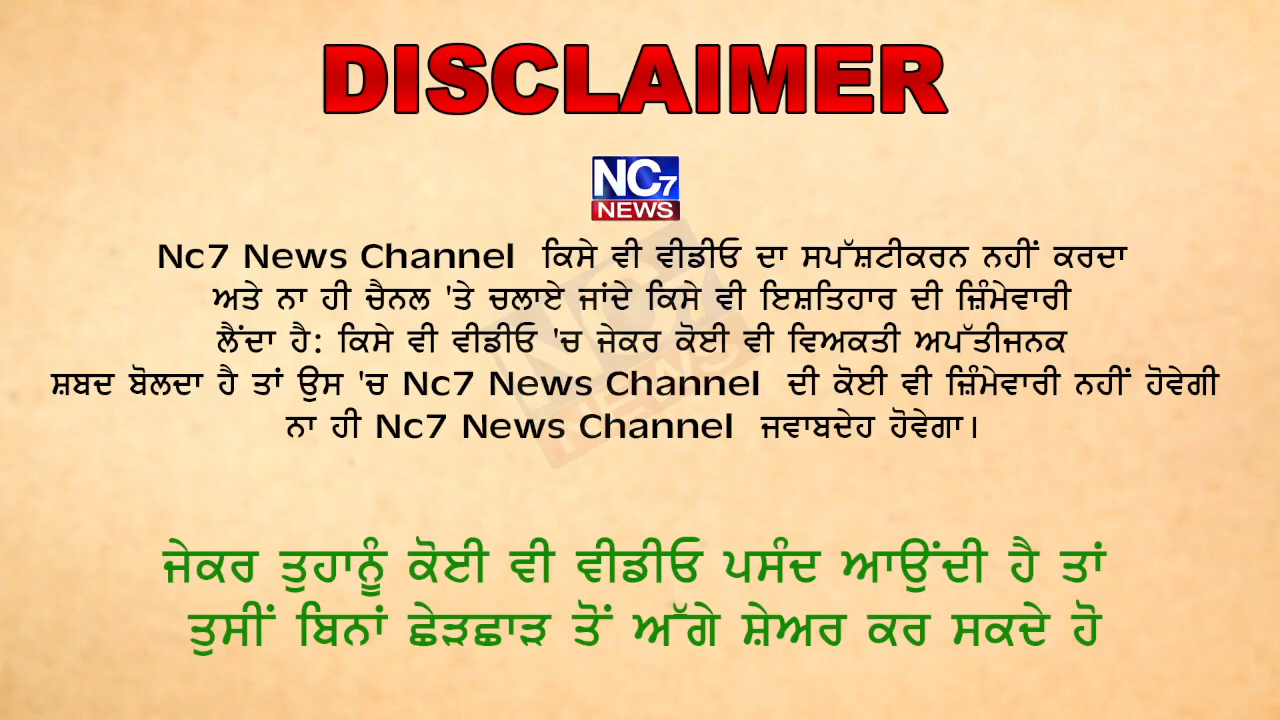 DISCLAIMER
NC7
NEWS
Nc7 News Channel ਕਿਸੇ ਵੀ ਵੀਡੀਓ ਦਾ ਸਪੱਸ਼ਟੀਕਰਨ ਨਹੀਂ ਕਰਦਾ
ਅਤੇ ਨਾ ਹੀ ਚੈਨਲ 'ਤੇ ਚਲਾਏ ਜਾਂਦੇ ਕਿਸੇ ਵੀ ਇਸ਼ਤਿਹਾਰ ਦੀ ਜ਼ਿੰਮੇਵਾਰੀ
ਲੈਂਦਾ ਹੈ: ਕਿਸੇ ਵੀ ਵੀਡੀਓ 'ਚ ਜੇਕਰ ਕੋਈ ਵੀ ਵਿਅਕਤੀ ਅਪੱਤੀਜਨਕ
ਸ਼ਬਦ ਬੋਲਦਾ ਹੈ ਤਾਂ ਉਸ 'ਚ Nc7 News Channel ਦੀ ਕੋਈ ਵੀ ਜ਼ਿੰਮੇਵਾਰੀ ਨਹੀਂ ਹੋਵੇਗੀ
ਨਾ ਹੀ Nc7 News Channel ਜਵਾਬਦੇਹ ਹੋਵੇਗਾ।
ਜੇਕਰ ਤੁਹਾਨੂੰ ਕੋਈ ਵੀ ਵੀਡੀਓ ਪਸੰਦ ਆਉਂਦੀ ਹੈ ਤਾਂ
ਤੁਸੀਂ ਬਿਨਾਂ ਛੇੜਛਾੜ ਤੋਂ ਅੱਗੇ ਸ਼ੇਅਰ ਕਰ ਸਕਦੇ ਹੋ